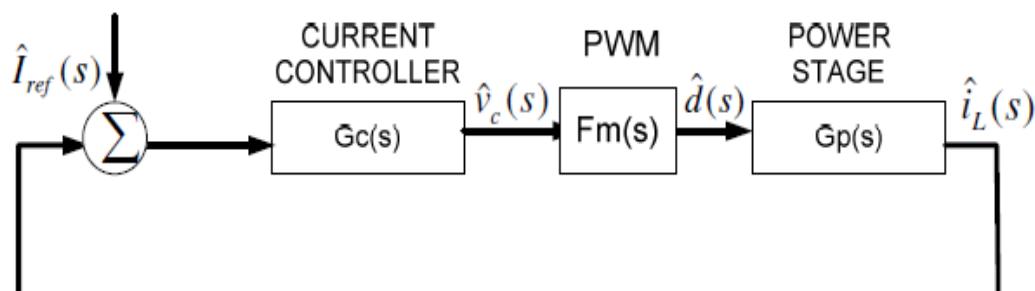 CURRENT
CONTROLLER
PWM
POWER
STAGE
Î_ref(s)
v̂_c(s)
d̂(s)
î_L(s)
∑
Gc(s)
Fm(s)
Gp(s)